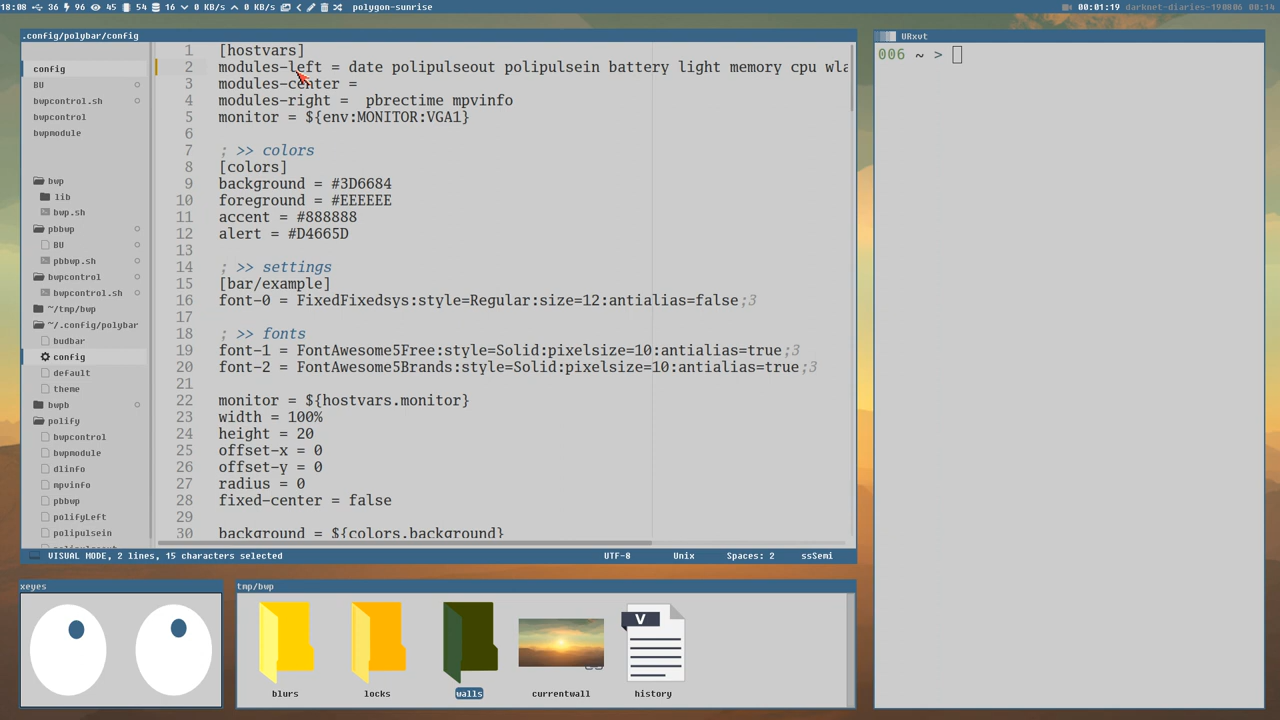 18:08 36 96 45 54 16 0 KB/s 0 KB/s polygon-sunrise 00:01:19 darknet-diaries-190806 00:14
.config/polybar/config
config
BU
bwpcontrol.sh
bwpcontrol
bwpmodule
bwp
lib
bwp.sh
pbbwp
BU
pbbwp.sh
bwpcontrol
bwpcontrol.sh
~/tmp/bwp
~/.config/polybar
budbar
config
default
theme
bwpb
polify
bwpcontrol
bwpmodule
dlinfo
mpvinfo
pbbwp
polifyLeft
polipulsein
1 [hostvars]
2 modules-left = date polipulseout polipulsein battery light memory cpu wla
3 modules-center =
4 modules-right =  pbrectime mpvinfo
5 monitor = ${env:MONITOR:VGA1}
6
7 ; >> colors
8 [colors]
9 background = #3D6684
10 foreground = #EEEEEE
11 accent = #888888
12 alert = #D4665D
13
14 ; >> settings
15 [bar/example]
16 font-0 = FixedFixedsys:style=Regular:size=12:antialias=false;3
17
18 ; >> fonts
19 font-1 = FontAwesome5Free:style=Solid:pixelsize=10:antialias=true;3
20 font-2 = FontAwesome5Brands:style=Solid:pixelsize=10:antialias=true;3
21
22 monitor = ${hostvars.monitor}
23 width = 100%
24 height = 20
25 offset-x = 0
26 offset-y = 0
27 radius = 0
28 fixed-center = false
29
30 background = ${colors.background}
VISUAL MODE, 2 lines, 15 characters selected UTF-8 Unix Spaces: 2 ssSemi
URxvt
006 ~ >
xeyes
tmp/bwp
V
blurs locks walls currentwall history